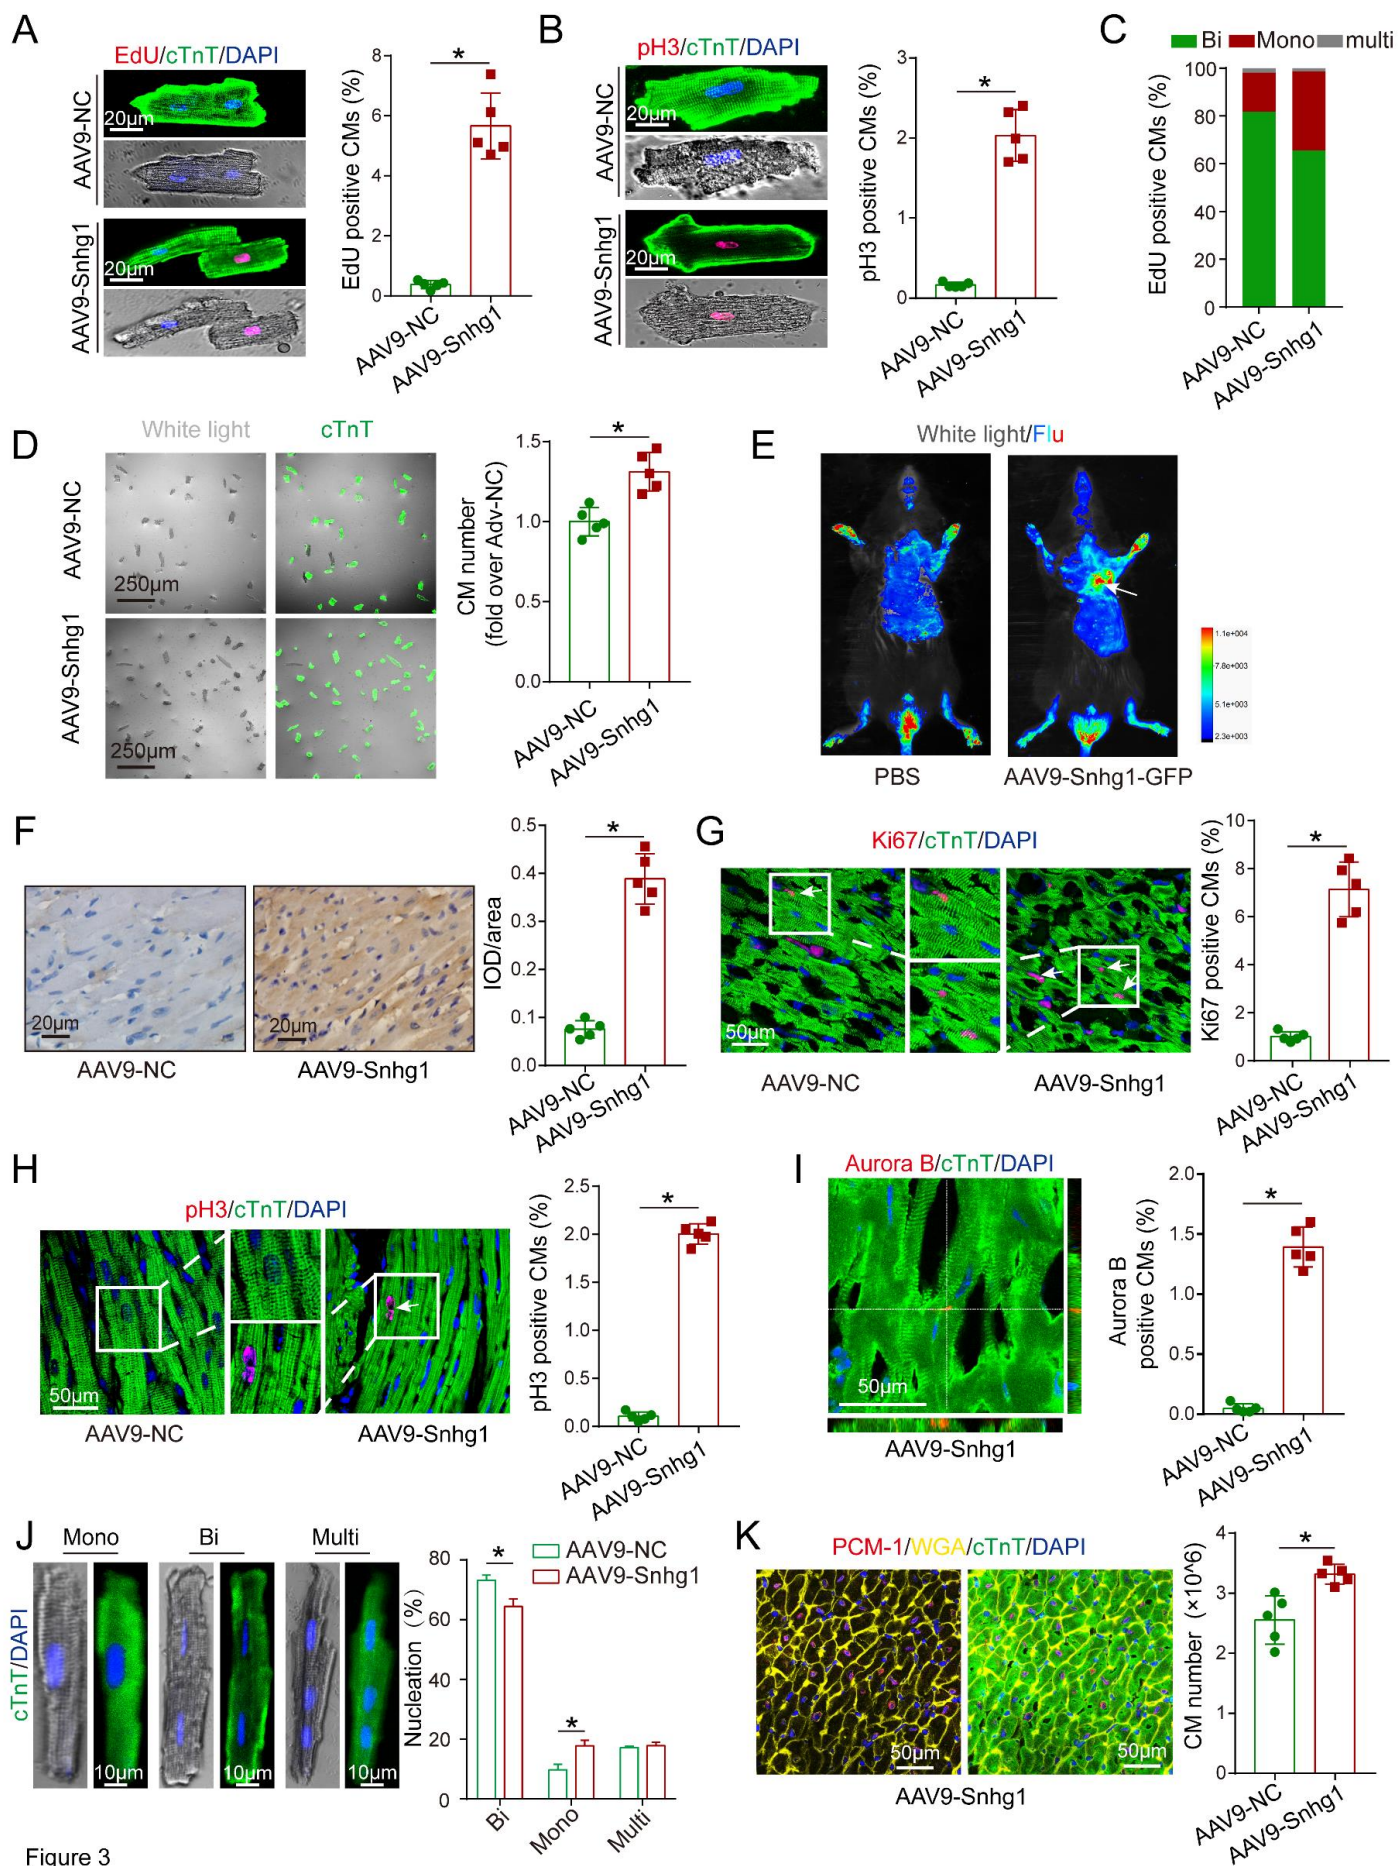 A
EdU/cTnT/DAPI
AAV9-NC
20μm
AAV9-Snhg1
20μm
EdU positive CMs (%)
8
6
4
2
0
*
AAV9-NC
AAV9-Snhg1
B
pH3/cTnT/DAPI
AAV9-NC
20μm
AAV9-Snhg1
20μm
pH3 positive CMs (%)
3
2
1
0
*
AAV9-NC
AAV9-Snhg1
C
Bi Mono multi
EdU positive CMs (%)
100
80
60
40
20
0
AAV9-NC
AAV9-Snhg1
D
White light
cTnT
AAV9-NC
250μm
AAV9-Snhg1
250μm
CM number
(fold over Adv-NC)
1.5
1.0
0.5
0.0
*
AAV9-NC
AAV9-Snhg1
E
White light/Flu
1.1e+004
7.8e+003
5.1e+003
2.3e+003
PBS
AAV9-Snhg1-GFP
F
20μm
20μm
AAV9-NC
AAV9-Snhg1
IOD/area
0.5
0.4
0.3
0.2
0.1
0.0
*
AAV9-NC
AAV9-Snhg1
G
Ki67/cTnT/DAPI
50μm
AAV9-NC
AAV9-Snhg1
Ki67 positive CMs (%)
10
8
6
4
2
0
*
AAV9-NC
AAV9-Snhg1
H
pH3/cTnT/DAPI
50μm
AAV9-NC
AAV9-Snhg1
pH3 positive CMs (%)
2.5
2.0
1.5
1.0
0.5
0.0
*
AAV9-NC
AAV9-Snhg1
I
Aurora B/cTnT/DAPI
50μm
AAV9-Snhg1
Aurora B
positive CMs (%)
2.0
1.5
1.0
0.5
0.0
*
AAV9-NC
AAV9-Snhg1
J
Mono
Bi
Multi
cTnT/DAPI
10μm
10μm
10μm
Nucleation (%)
80
60
40
20
0
*
*
AAV9-NC
AAV9-Snhg1
Bi
Mono
Multi
K
PCM-1/WGA/cTnT/DAPI
50μm
50μm
AAV9-Snhg1
CM number (×10^6)
4
3
2
1
0
*
AAV9-NC
AAV9-Snhg1
Figure 3